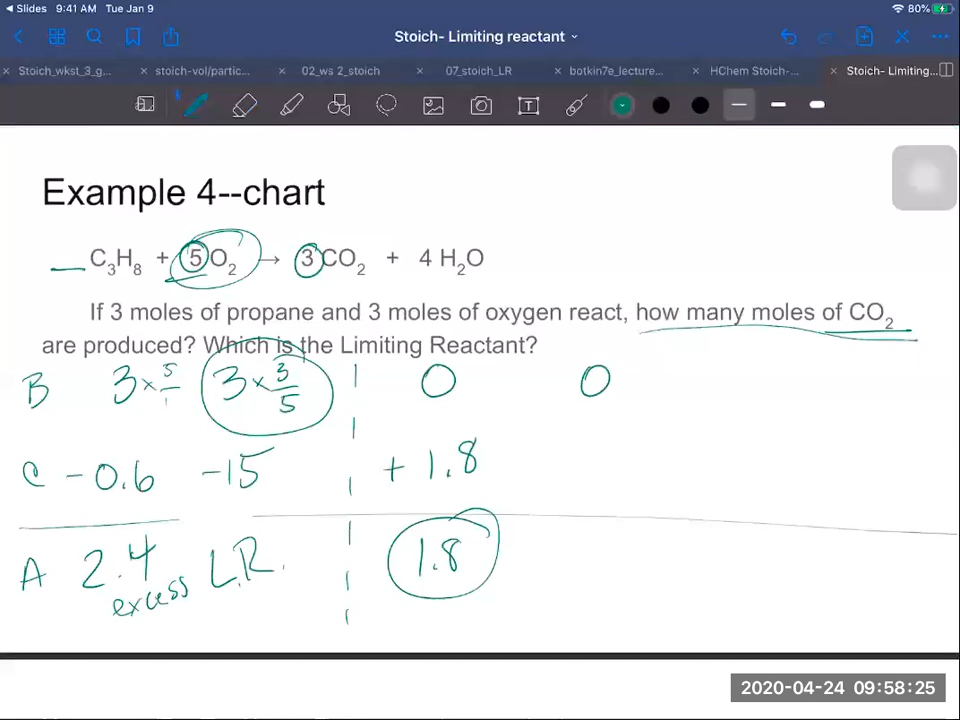 Slides 9:41 AM Tue Jan 9 80%
Stoich- Limiting reactant
Stoich_wkst_3_g... stoich-vol/partic... 02_ws 2_stoich 07_stoich_LR botkin7e_lecture... HChem Stoich-... Stoich- Limiting...
T
Example 4--chart
C₃H₈ + 5 O₂ → 3 CO₂ + 4 H₂O
If 3 moles of propane and 3 moles of oxygen react, how many moles of CO₂
are produced? Which is the Limiting Reactant?
B 3 × 5/1 3 × 3/5 0 0
C - 0.6 -15 + 1.8
A 2.4 L.R. 1.8
excess
2020-04-24 09:58:25